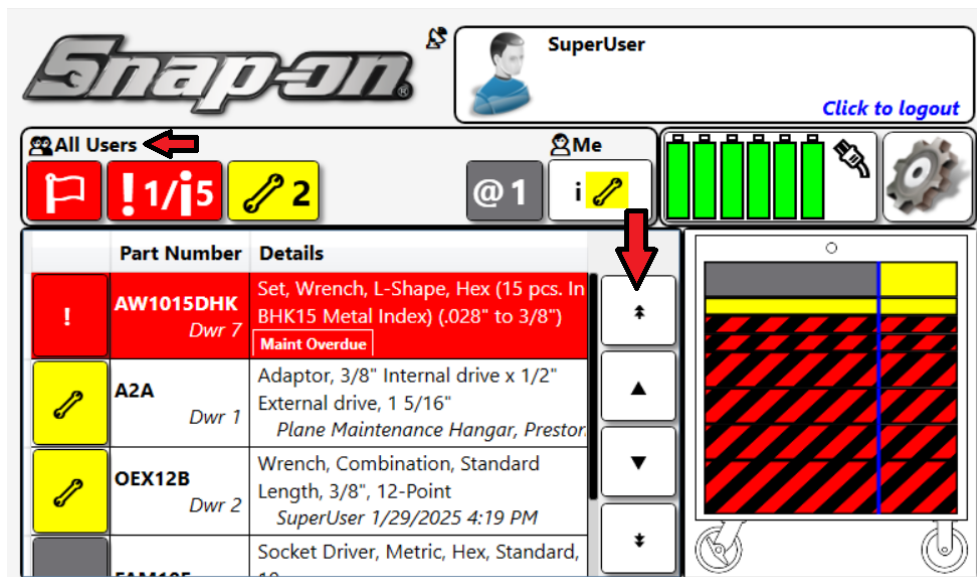 Snap-on®
SuperUser
Click to logout
All Users
Me
!1/i5
2
@1
i
Part Number Details
!
AW1015DHK
Dwr 7
Set, Wrench, L-Shape, Hex (15 pcs. In
BHK15 Metal Index) (.028" to 3/8")
Maint Overdue
A2A
Dwr 1
Adaptor, 3/8" Internal drive x 1/2"
External drive, 1 5/16"
Plane Maintenance Hangar, Preston
OEX12B
Dwr 2
Wrench, Combination, Standard
Length, 3/8", 12-Point
SuperUser 1/29/2025 4:19 PM
Socket Driver, Metric, Hex, Standard,